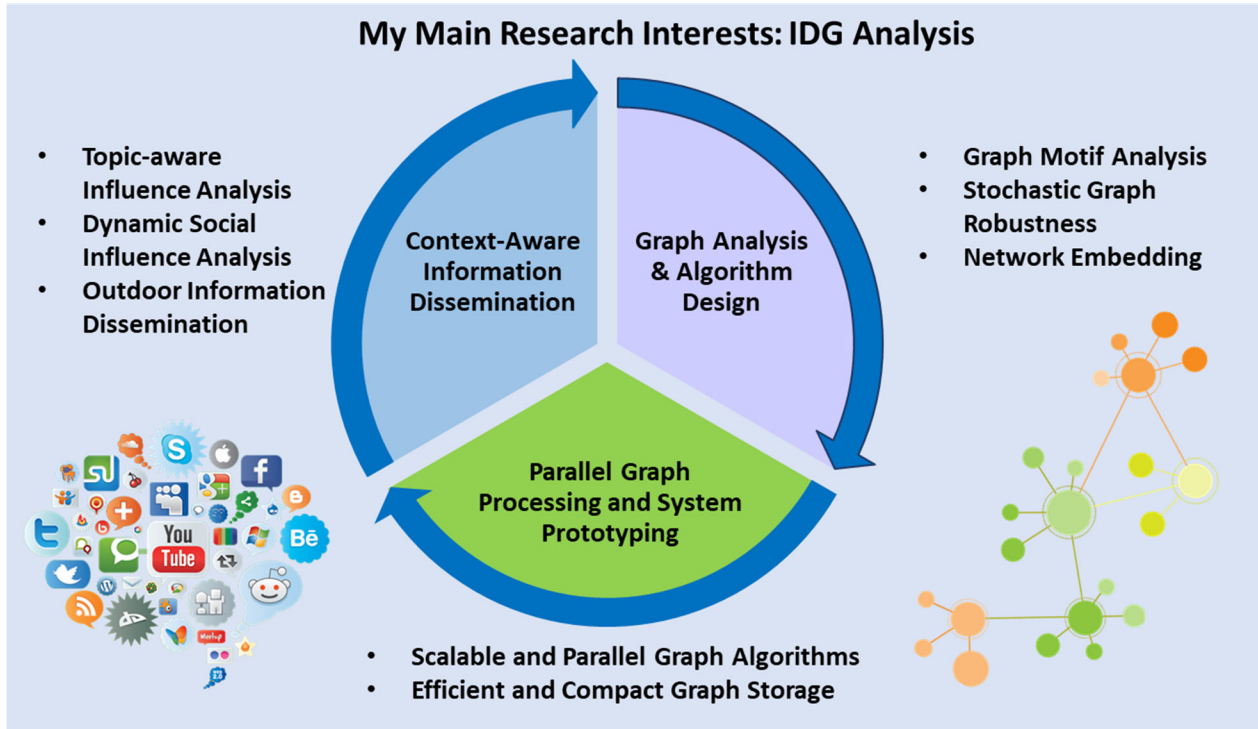 My Main Research Interests: IDG Analysis
• Topic-aware
Influence Analysis
• Dynamic Social
Influence Analysis
• Outdoor Information
Dissemination
Context-Aware
Information
Dissemination
Graph Analysis
& Algorithm
Design
• Graph Motif Analysis
• Stochastic Graph
Robustness
• Network Embedding
Parallel Graph
Processing and System
Prototyping
You
Tube
Bē
Meetup
• Scalable and Parallel Graph Algorithms
• Efficient and Compact Graph Storage